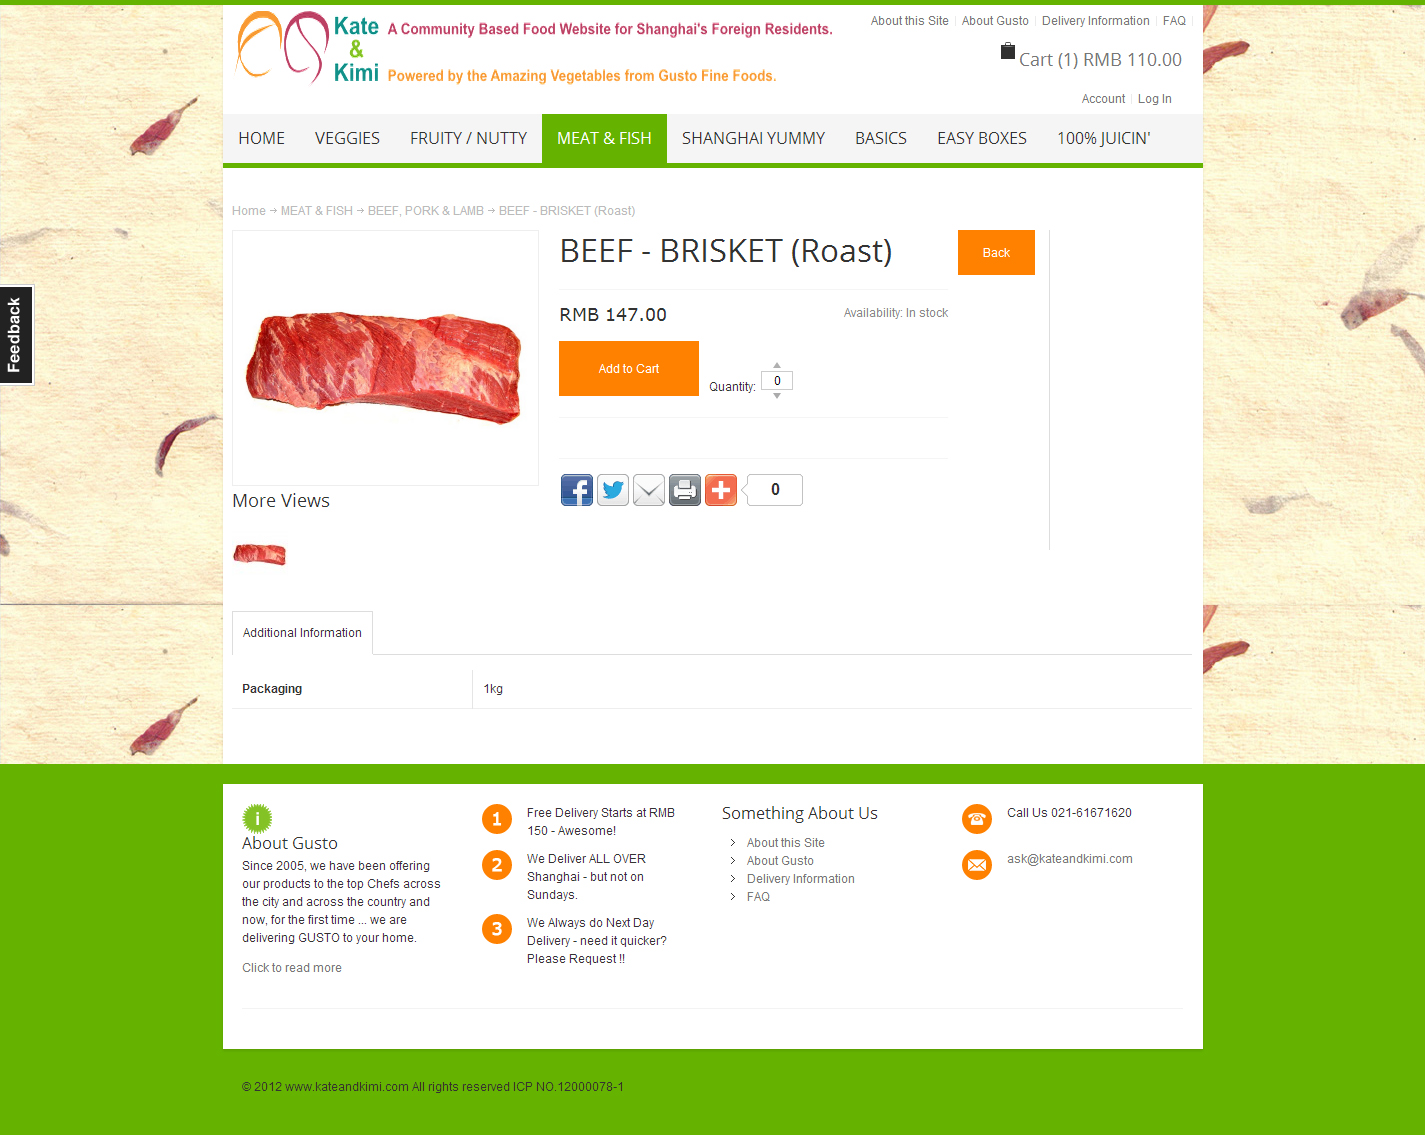 Kate
&
Kimi
A Community Based Food Website for Shanghai's Foreign Residents.
Powered by the Amazing Vegetables from Gusto Fine Foods.
About this Site
About Gusto
Delivery Information
FAQ
Cart (1) RMB 110.00
Account
Log In
HOME
VEGGIES
FRUITY / NUTTY
MEAT & FISH
SHANGHAI YUMMY
BASICS
EASY BOXES
100% JUICIN'
Feedback
Home → MEAT & FISH → BEEF, PORK & LAMB → BEEF - BRISKET (Roast)
BEEF - BRISKET (Roast)
Back
RMB 147.00
Availability: In stock
Add to Cart
Quantity:
0
0
More Views
Additional Information
Packaging
1kg
i
About Gusto
Since 2005, we have been offering
our products to the top Chefs across
the city and across the country and
now, for the first time ... we are
delivering GUSTO to your home.
Click to read more
1
Free Delivery Starts at RMB
150 - Awesome!
2
We Deliver ALL OVER
Shanghai - but not on
Sundays.
3
We Always do Next Day
Delivery - need it quicker?
Please Request !!
Something About Us
About this Site
About Gusto
Delivery Information
FAQ
Call Us 021-61671620
ask@kateandkimi.com
© 2012 www.kateandkimi.com All rights reserved ICP NO.12000078-1